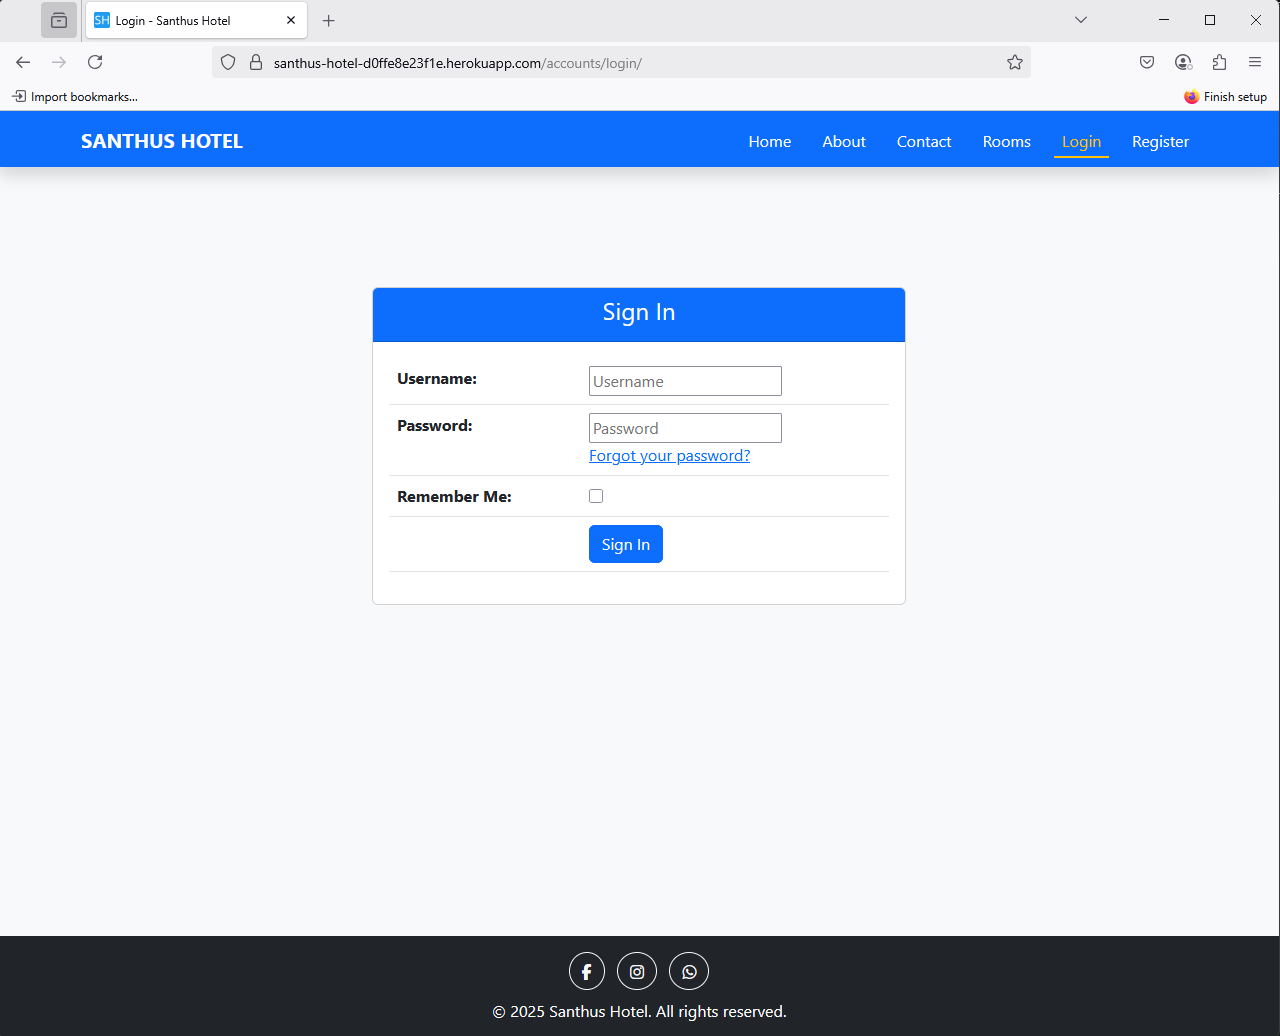 SH Login - Santhus Hotel
santhus-hotel-d0ffe8e23f1e.herokuapp.com/accounts/login/
Import bookmarks...
Finish setup
SANTHUS HOTEL
Home About Contact Rooms Login Register
Sign In
Username: Username
Password: Password
Forgot your password?
Remember Me:
Sign In
© 2025 Santhus Hotel. All rights reserved.